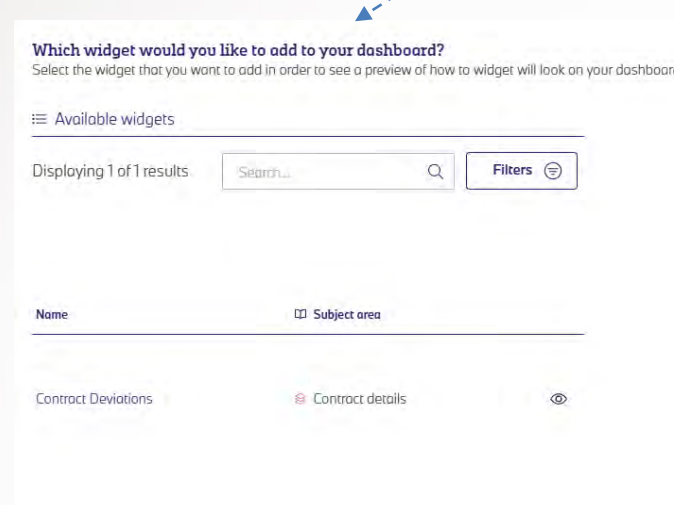 Which widget would you like to add to your dashboard?
Select the widget that you want to add in order to see a preview of how to widget will look on your dashboar
Available widgets
Displaying 1 of 1 results Search... Filters
Name Subject area
Contract Deviations Contract details